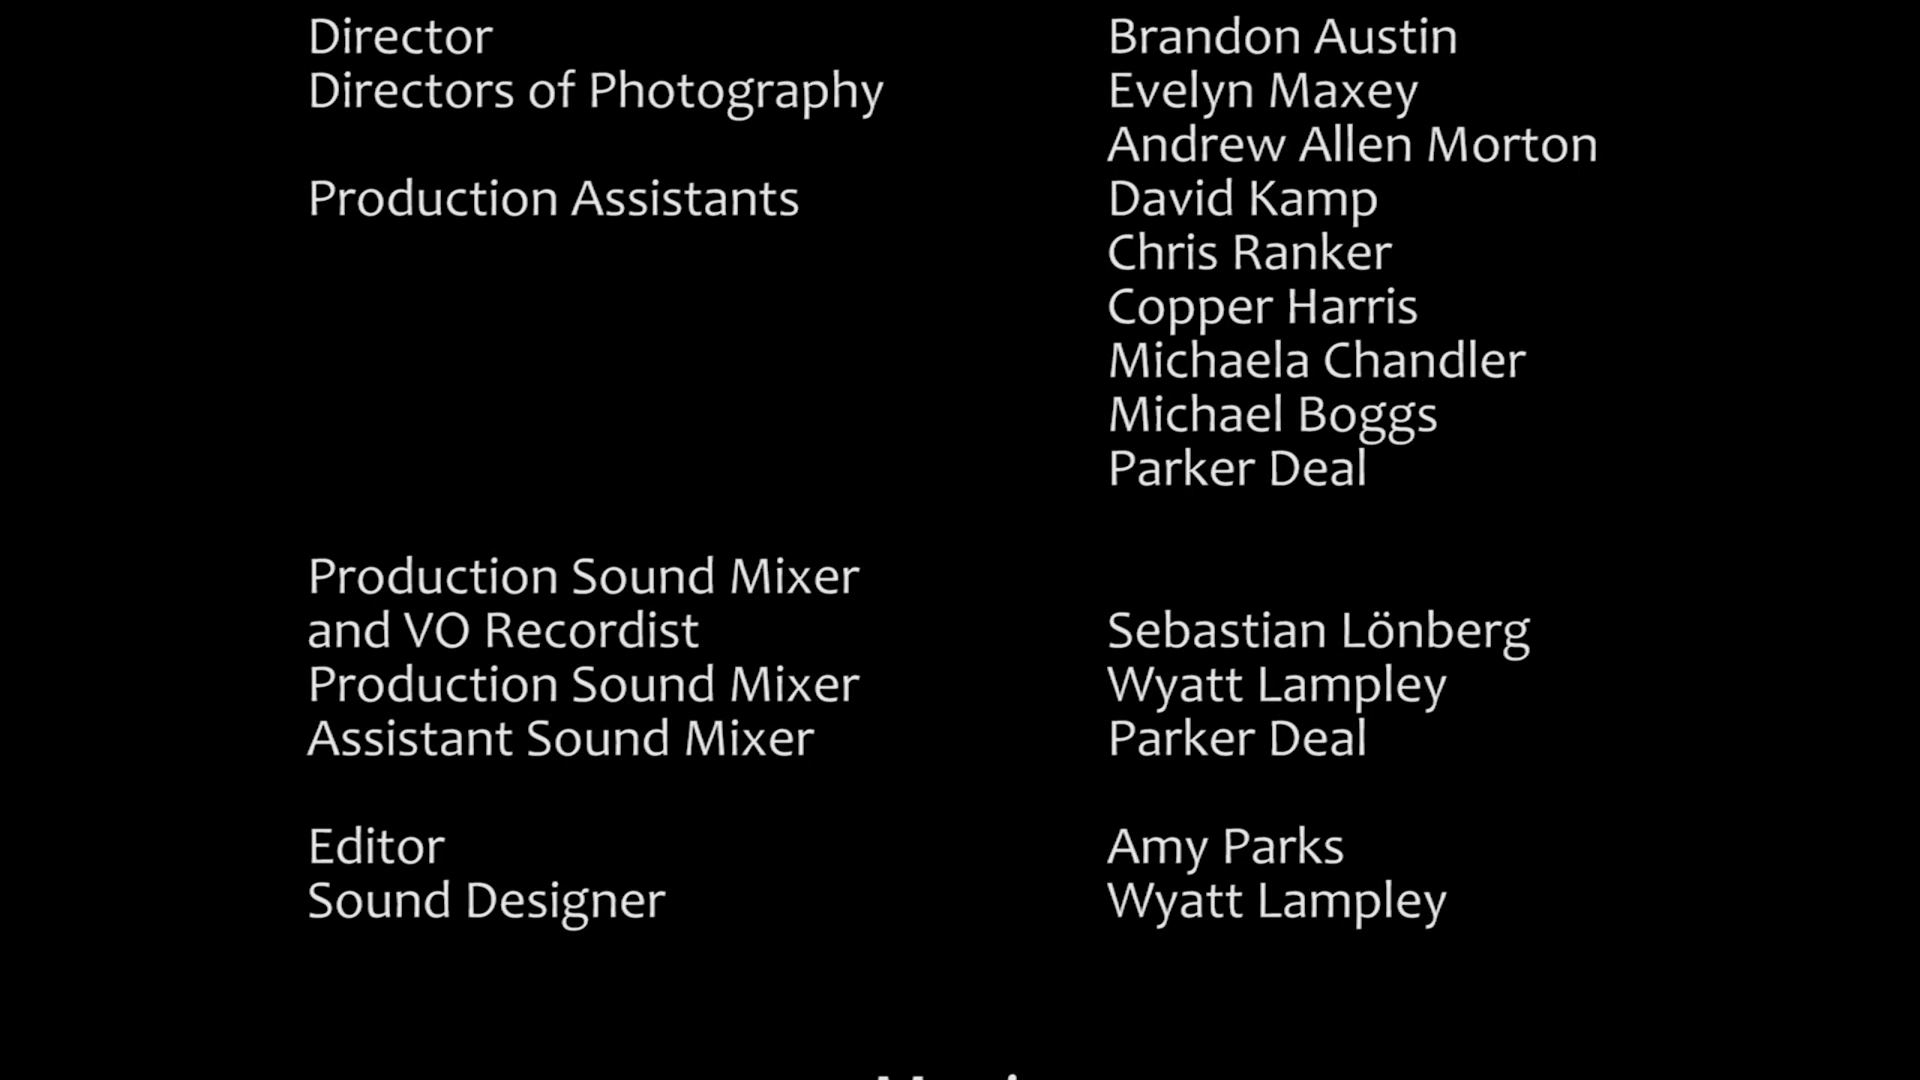 Director Brandon Austin
Directors of Photography Evelyn Maxey
Andrew Allen Morton
Production Assistants David Kamp
Chris Ranker
Copper Harris
Michaela Chandler
Michael Boggs
Parker Deal
Production Sound Mixer
and VO Recordist Sebastian Lönberg
Production Sound Mixer Wyatt Lampley
Assistant Sound Mixer Parker Deal
Editor Amy Parks
Sound Designer Wyatt Lampley